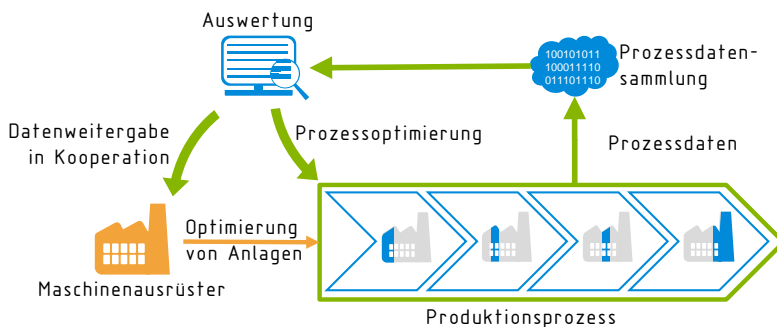 Auswertung
100101011
100011110
011101110
Prozessdaten-
sammlung
Datenweitergabe
in Kooperation
Prozessoptimierung
Prozessdaten
Optimierung
von Anlagen
Maschinenausrüster
Produktionsprozess